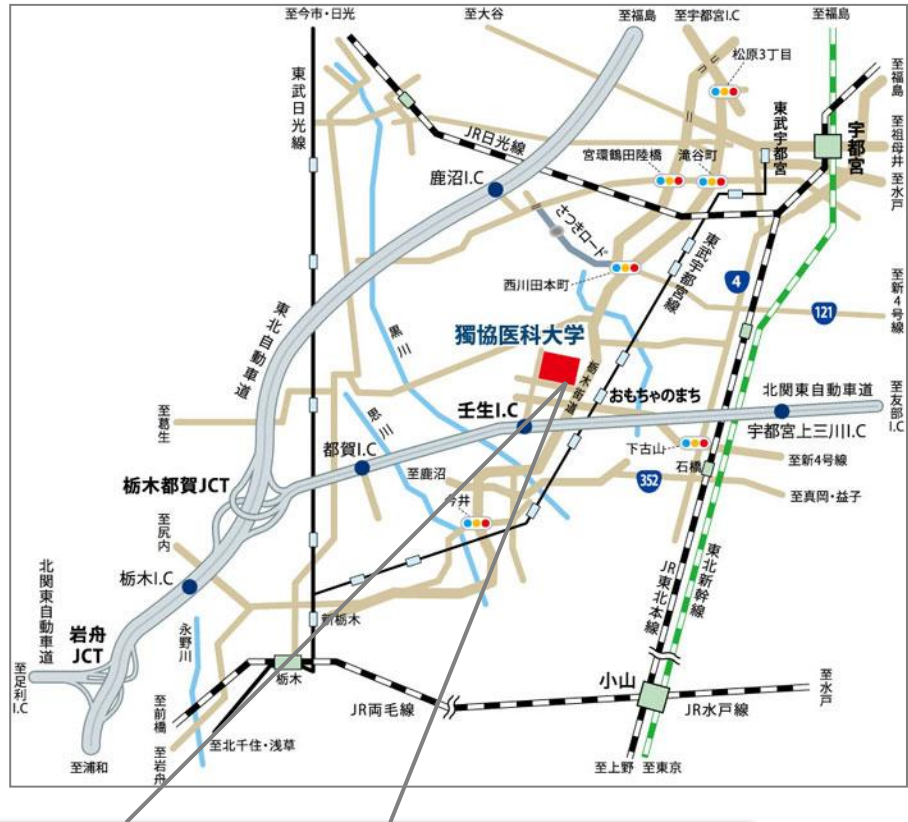 至今市・日光
至大谷
至福島
至宇都宮I.C
至福島
松原3丁目
至福島
東武日光線
JR日光線
東武宇都宮
宇都宮
至祖母井
宮環鶴田陸橋
滝谷町
至水戸
鹿沼I.C
さつきロード
東武宇都宮線
西川田本町
4
至新4号線
121
東北自動車道
黒川
獨協医科大学
栃木街道
おもちゃのまち
北関東自動車道
至友部I.C
至葛生
思川
壬生I.C
宇都宮上三川I.C
都賀I.C
下古山
至鹿沼
石橋
至新4号線
352
至真岡・益子
栃木都賀JCT
今井
至尻内
栃木I.C
北関東自動車道
JR東北本線
東北新幹線
岩舟JCT
永野川
新栃木
至足利I.C
栃木
小山
至水戸
至前橋
JR両毛線
JR水戸線
至北千住・浅草
至岩舟
至浦和
至上野
至東京